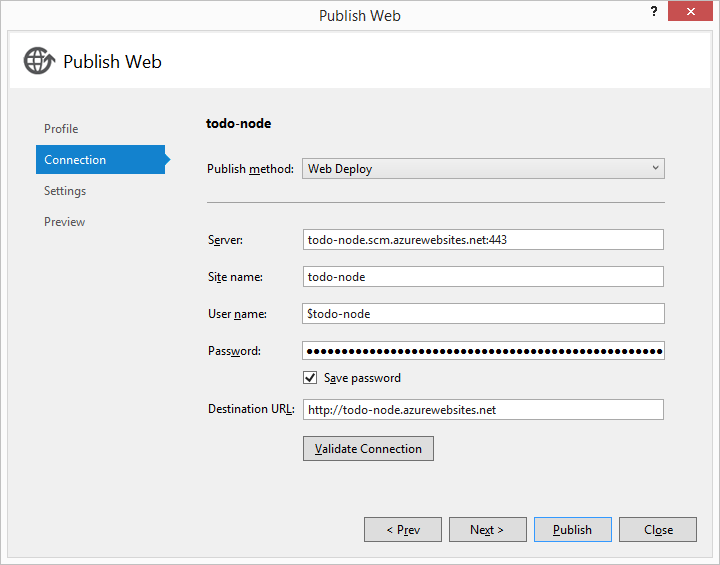 Publish Web
?
Publish Web
Profile
Connection
Settings
Preview
todo-node
Publish method: Web Deploy
Server: todo-node.scm.azurewebsites.net:443
Site name: todo-node
User name: $todo-node
Password: ●●●●●●●●●●●●●●●●●●●●●●●●●●●●●●●●●●●●●●●●●●●●●●●●●●●
Save password
Destination URL: http://todo-node.azurewebsites.net
Validate Connection
< Prev Next > Publish Close